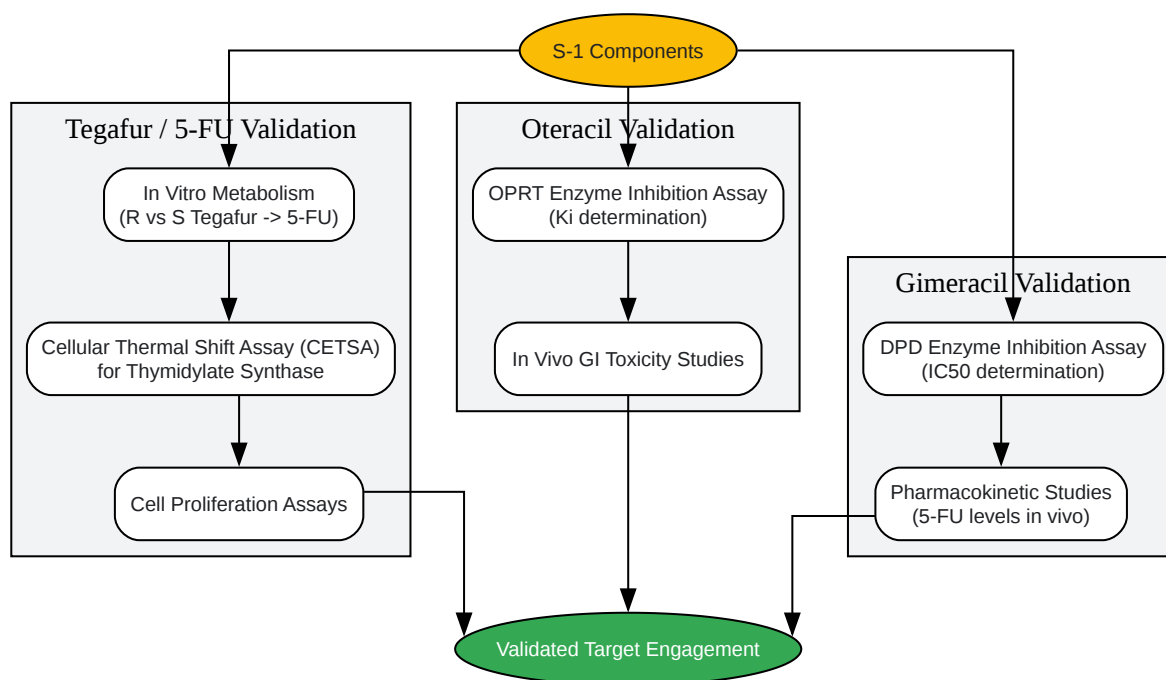 S-1 Components
Tegafur / 5-FU Validation
In Vitro Metabolism
(R vs S Tegafur -> 5-FU)
Cellular Thermal Shift Assay (CETSA)
for Thymidylate Synthase
Cell Proliferation Assays
Oteracil Validation
OPRT Enzyme Inhibition Assay
(Ki determination)
In Vivo GI Toxicity Studies
Gimeracil Validation
DPD Enzyme Inhibition Assay
(IC50 determination)
Pharmacokinetic Studies
(5-FU levels in vivo)
Validated Target Engagement